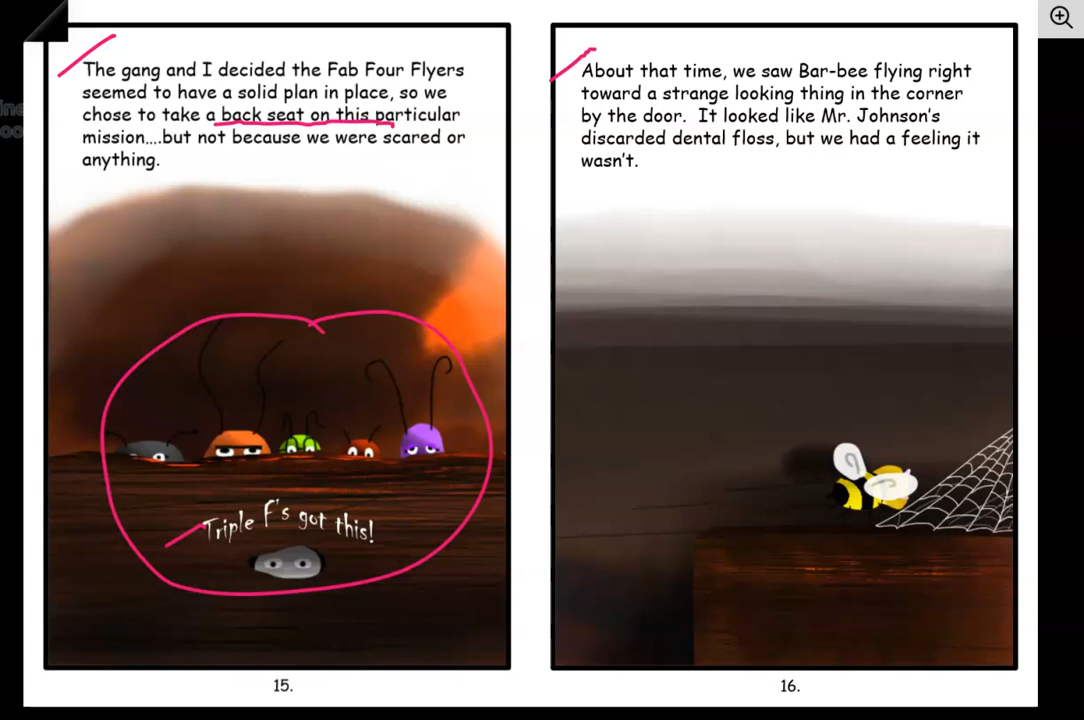 The gang and I decided the Fab Four Flyers
seemed to have a solid plan in place, so we
chose to take a back seat on this particular
mission....but not because we were scared or
anything.
Triple F's got this!
15.
About that time, we saw Bar-bee flying right
toward a strange looking thing in the corner
by the door. It looked like Mr. Johnson's
discarded dental floss, but we had a feeling it
wasn't.
16.